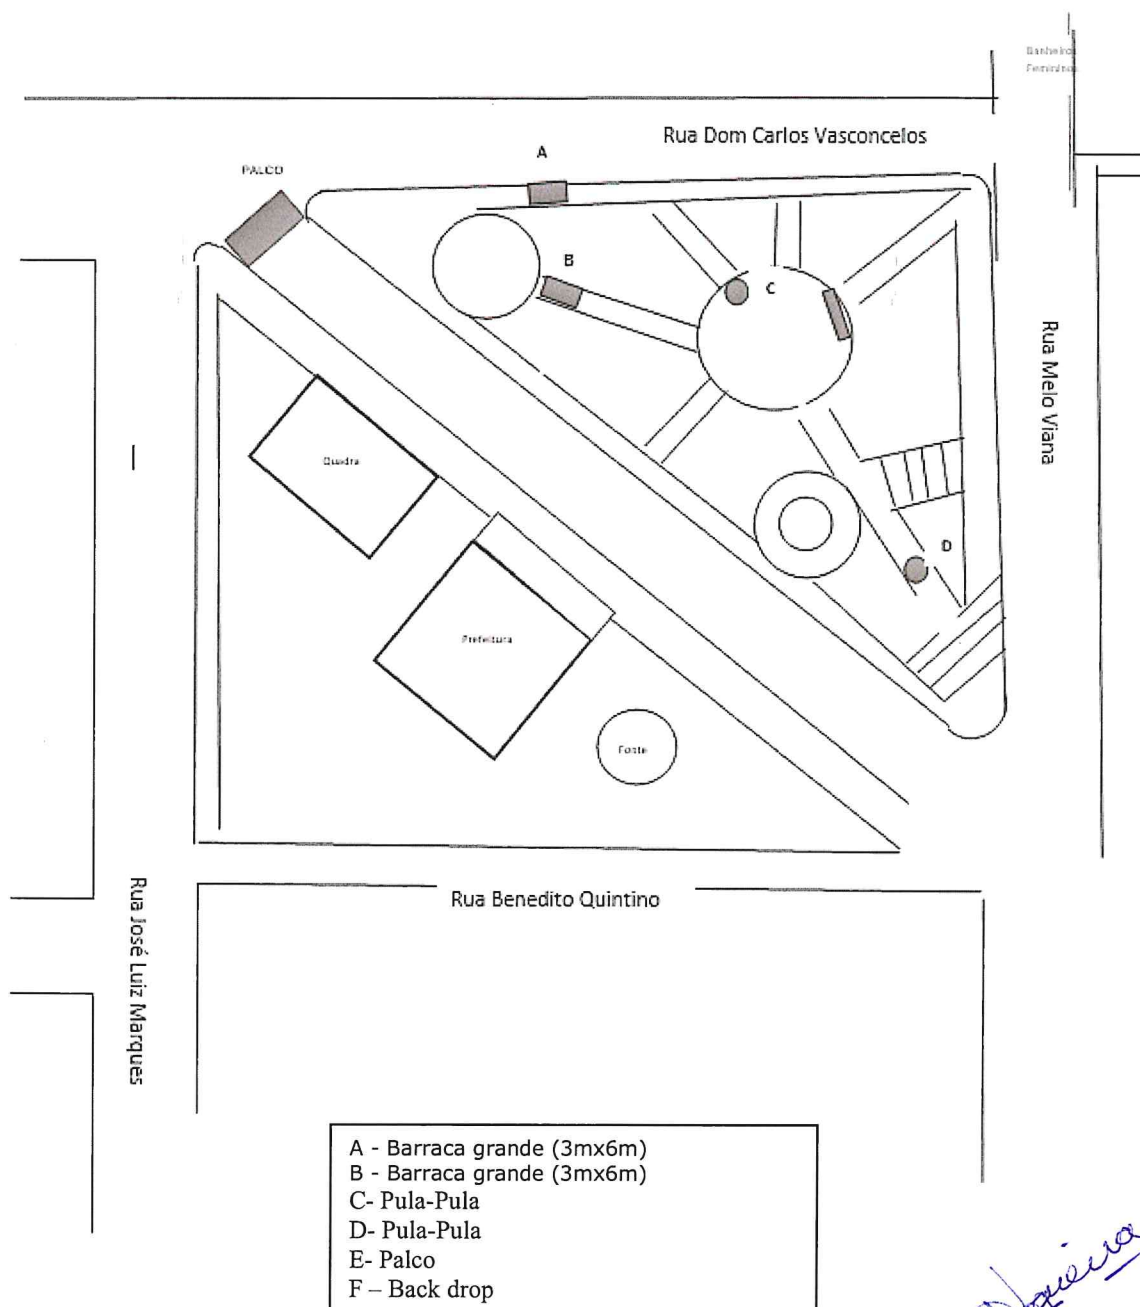 Banheiro
Feminino
Rua Dom Carlos Vasconcelos
A
PALCO
B
C
Rua Melo Viana
Quadra
D
Prefeitura
Fonte
Rua José Luiz Marques
Rua Benedito Quintino
A - Barraca grande (3mx6m)
B - Barraca grande (3mx6m)
C- Pula-Pula
D- Pula-Pula
E- Palco
F – Back drop